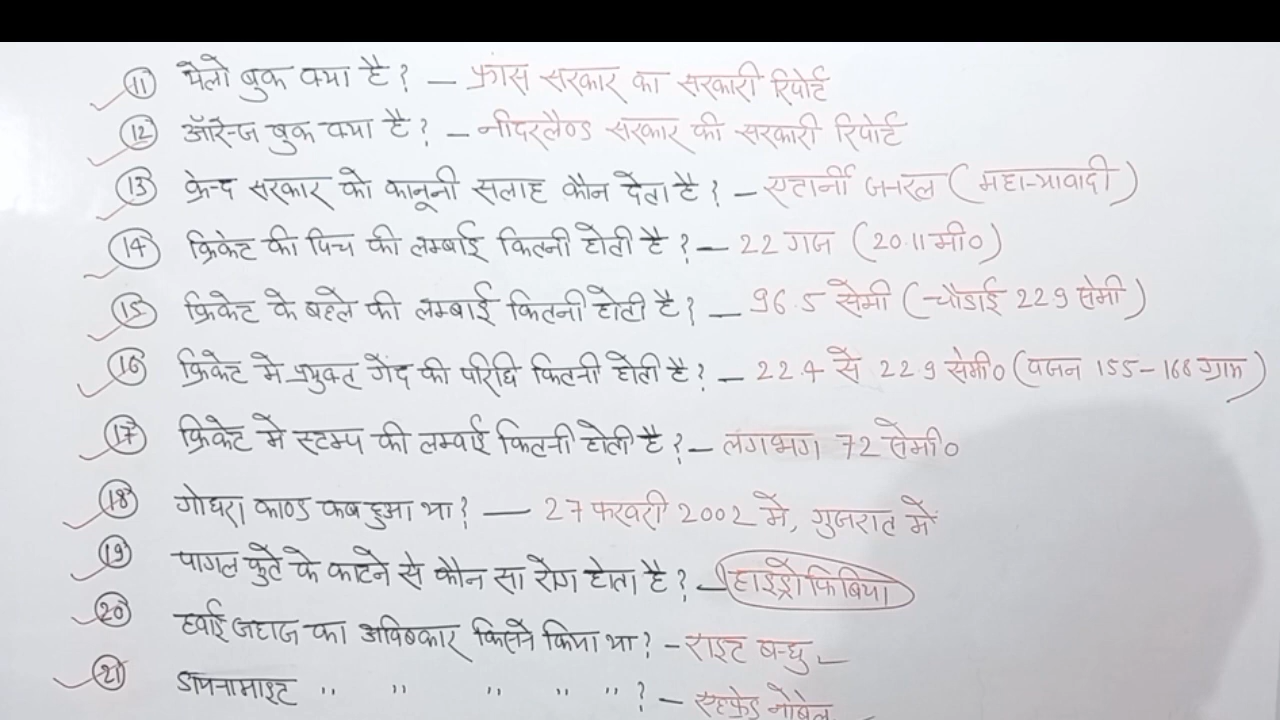 11 येलो बुक क्या है? — फ्रांस सरकार का सरकारी रिपोर्ट
12 ऑरेन्ज बुक क्या है? — नीदरलैण्ड सरकार की सरकारी रिपोर्ट
13 केन्द सरकार को कानूनी सलाह कौन देता है? — एटार्नी जनरल (महान्यावादी)
14 क्रिकेट की पिच की लम्बाई कितनी होती है? — 22 गज (20.11 मी०)
15 क्रिकेट के बल्ले की लम्बाई कितनी होती है? — 96.5 सेमी (चौडाई 22.9 सेमी)
16 क्रिकेट मे प्रयुक्त गेंद की परिधि कितनी होती है? — 22.4 से 22.9 सेमी० (वजन 155-168 ग्राम)
17 क्रिकेट मे स्टम्प की लम्बाई कितनी होती है? — लगभग 72 सेमी०
18 गोधरा काण्ड कब हुआ था? — 27 फरवरी 2002 में, गुजरात में
19 पागल कुत्ते के काटने से कौन सा रोग होता है? — हाइड्रोफिबिया
20 हवाई जहाज का अविष्कार किसने किया था? — राइट बन्धु
21 डायनामाइट " " " " " ? — एल्फ्रेड नोबेल